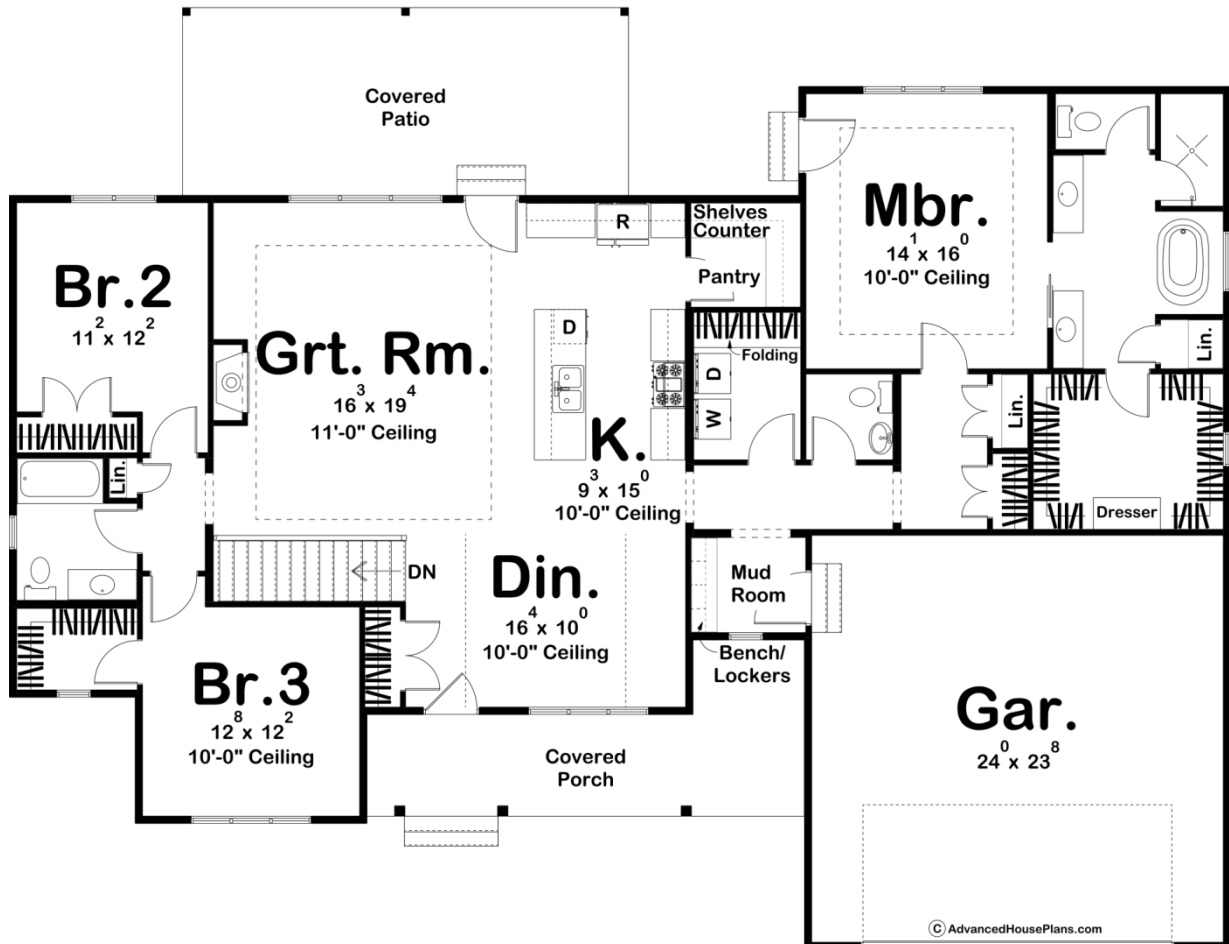 Covered
Patio
Br.2
11² x 12²
Grt. Rm.
16³ x 19⁴
11'-0" Ceiling
R
Shelves
Counter
Pantry
Folding
D
W
D
K.
9³ x 15⁰
10'-0" Ceiling
Mbr.
14¹ x 16⁰
10'-0" Ceiling
Lin.
Lin.
Dresser
Lin.
DN
Din.
16⁴ x 10⁰
10'-0" Ceiling
Mud
Room
Bench/
Lockers
Br.3
12⁸ x 12²
10'-0" Ceiling
Covered
Porch
Gar.
24⁰ x 23⁸
© AdvancedHousePlans.com